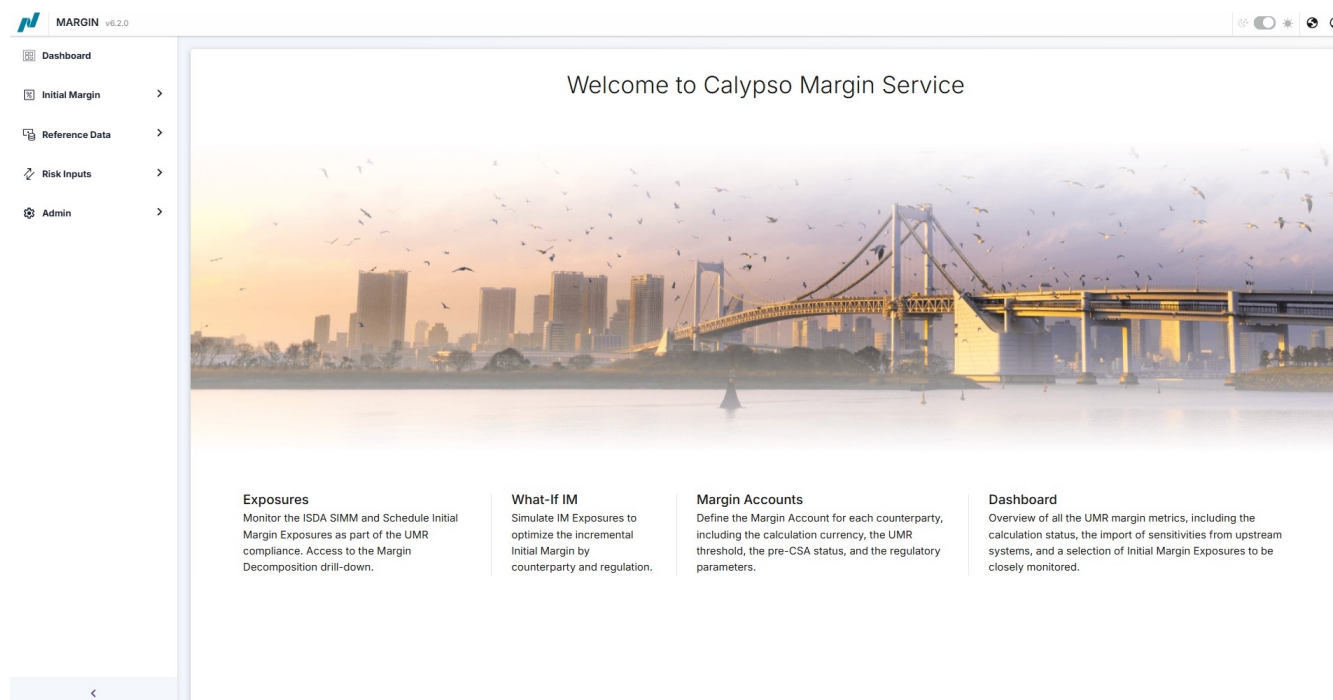 MARGIN v6.2.0
Dashboard
Initial Margin
Reference Data
Risk Inputs
Admin
Welcome to Calypso Margin Service
Exposures
Monitor the ISDA SIMM and Schedule Initial
Margin Exposures as part of the UMR
compliance. Access to the Margin
Decomposition drill-down.
What-If IM
Simulate IM Exposures to
optimize the incremental
Initial Margin by
counterparty and regulation.
Margin Accounts
Define the Margin Account for each counterparty,
including the calculation currency, the UMR
threshold, the pre-CSA status, and the regulatory
parameters.
Dashboard
Overview of all the UMR margin metrics, including the
calculation status, the import of sensitivities from upstream
systems, and a selection of Initial Margin Exposures to be
closely monitored.